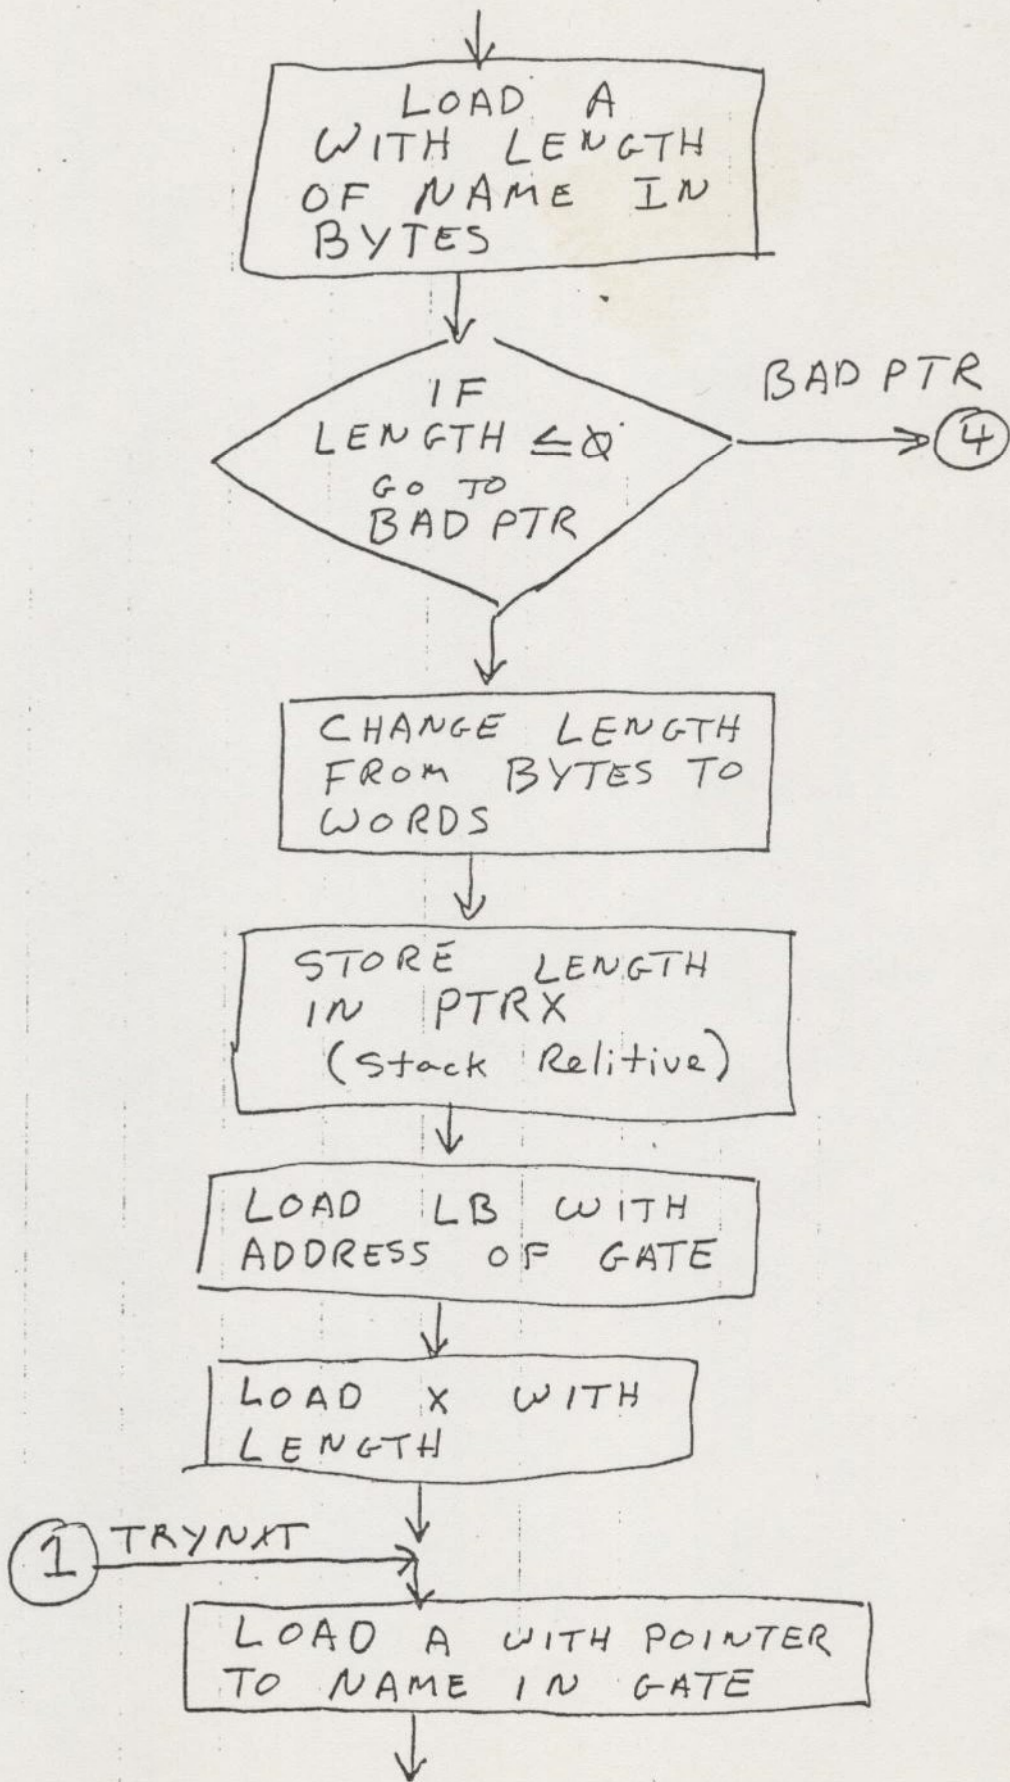 LOAD A
WITH LENGTH
OF NAME IN
BYTES
IF
LENGTH ≤ 0
GO TO
BAD PTR
BAD PTR
4
CHANGE LENGTH
FROM BYTES TO
WORDS
STORE LENGTH
IN PTRX
(Stack Relitive)
LOAD LB WITH
ADDRESS OF GATE
LOAD X WITH
LENGTH
1 TRYNXT
LOAD A WITH POINTER
TO NAME IN GATE